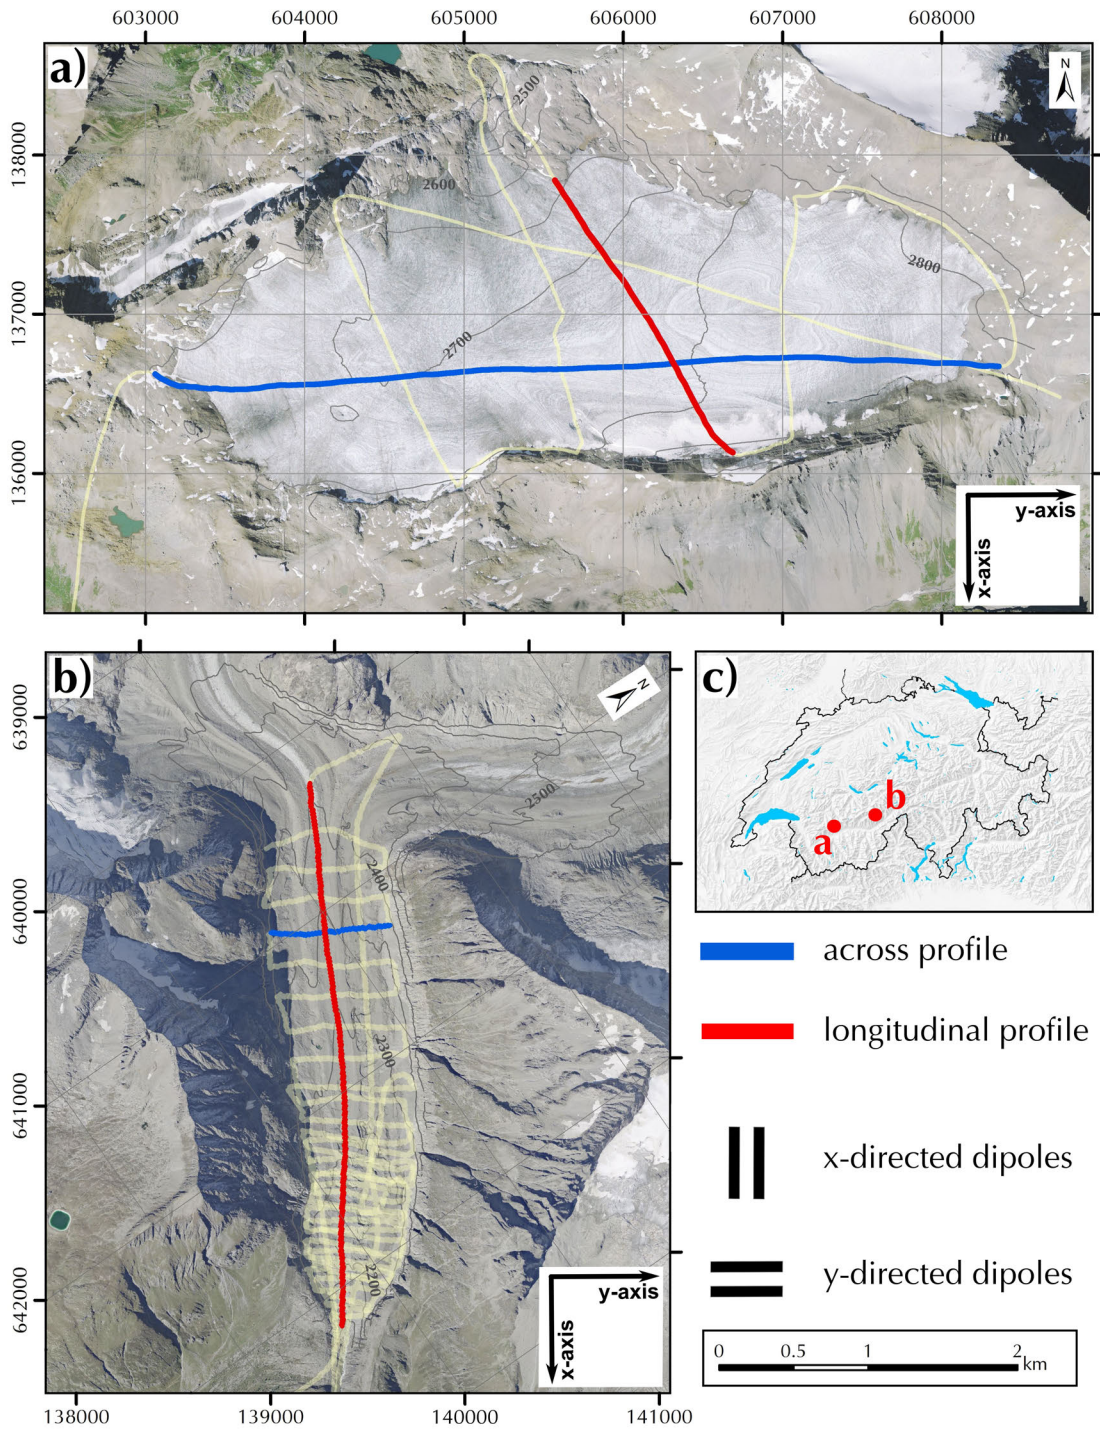 603000 604000 605000 606000 607000 608000
a)
N
2500
138000
2600
2800
137000
2700
136000
y-axis
x-axis
b)
N
c)
639000
2500
b
a
2400
640000
across profile
longitudinal profile
2300
641000
x-directed dipoles
2200
y-directed dipoles
y-axis
642000
x-axis
0 0.5 1 2
km
138000 139000 140000 141000